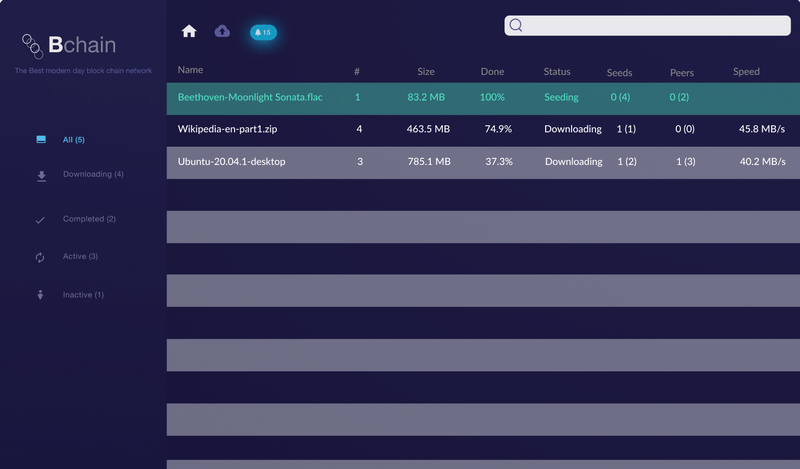 Bchain
The Best modern day block chain network
All (5)
Downloading (4)
Completed (2)
Active (3)
Inactive (1)
15
Name # Size Done Status Seeds Peers Speed
Beethoven-Moonlight Sonata.flac 1 83.2 MB 100% Seeding 0 (4) 0 (2)
Wikipedia-en-part1.zip 4 463.5 MB 74.9% Downloading 1 (1) 0 (0) 45.8 MB/s
Ubuntu-20.04.1-desktop 3 785.1 MB 37.3% Downloading 1 (2) 1 (3) 40.2 MB/s